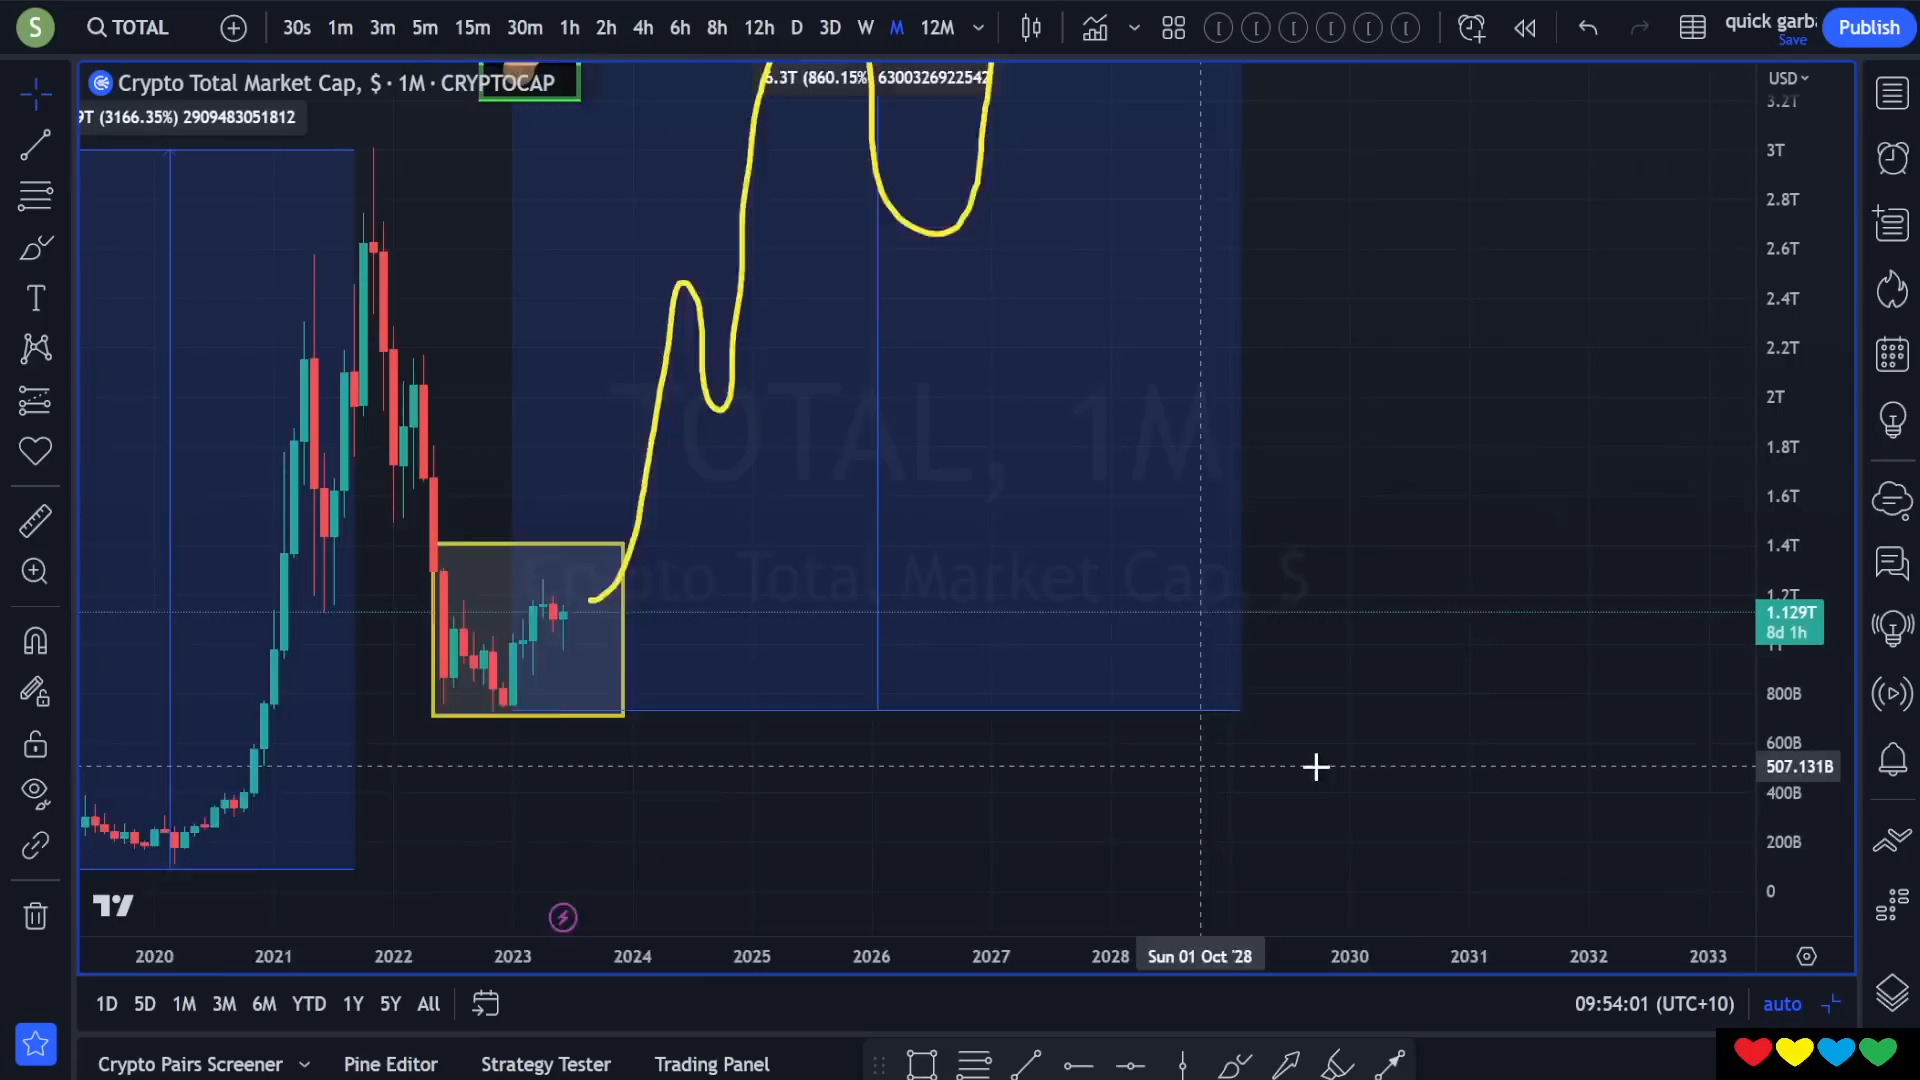 S
TOTAL
30s 1m 3m 5m 15m 30m 1h 2h 4h 6h 8h 12h D 3D W M 12M
quick garba
Save
Publish
Crypto Total Market Cap, $ · 1M · CRYPTOCAP
9T (3166.35%) 2909483051812
6.3T (860.15%) 6300326922542
USD
3.2T
3T
2.8T
2.6T
2.4T
2.2T
2T
1.8T
1.6T
1.4T
1.2T
1.129T
8d 1h
1T
800B
600B
507.131B
400B
200B
0
TOTAL, 1M
Crypto Total Market Cap, $
2020 2021 2022 2023 2024 2025 2026 2027 2028 Sun 01 Oct '28 2030 2031 2032 2033
1D 5D 1M 3M 6M YTD 1Y 5Y All
09:54:01 (UTC+10) auto
Crypto Pairs Screener Pine Editor Strategy Tester Trading Panel